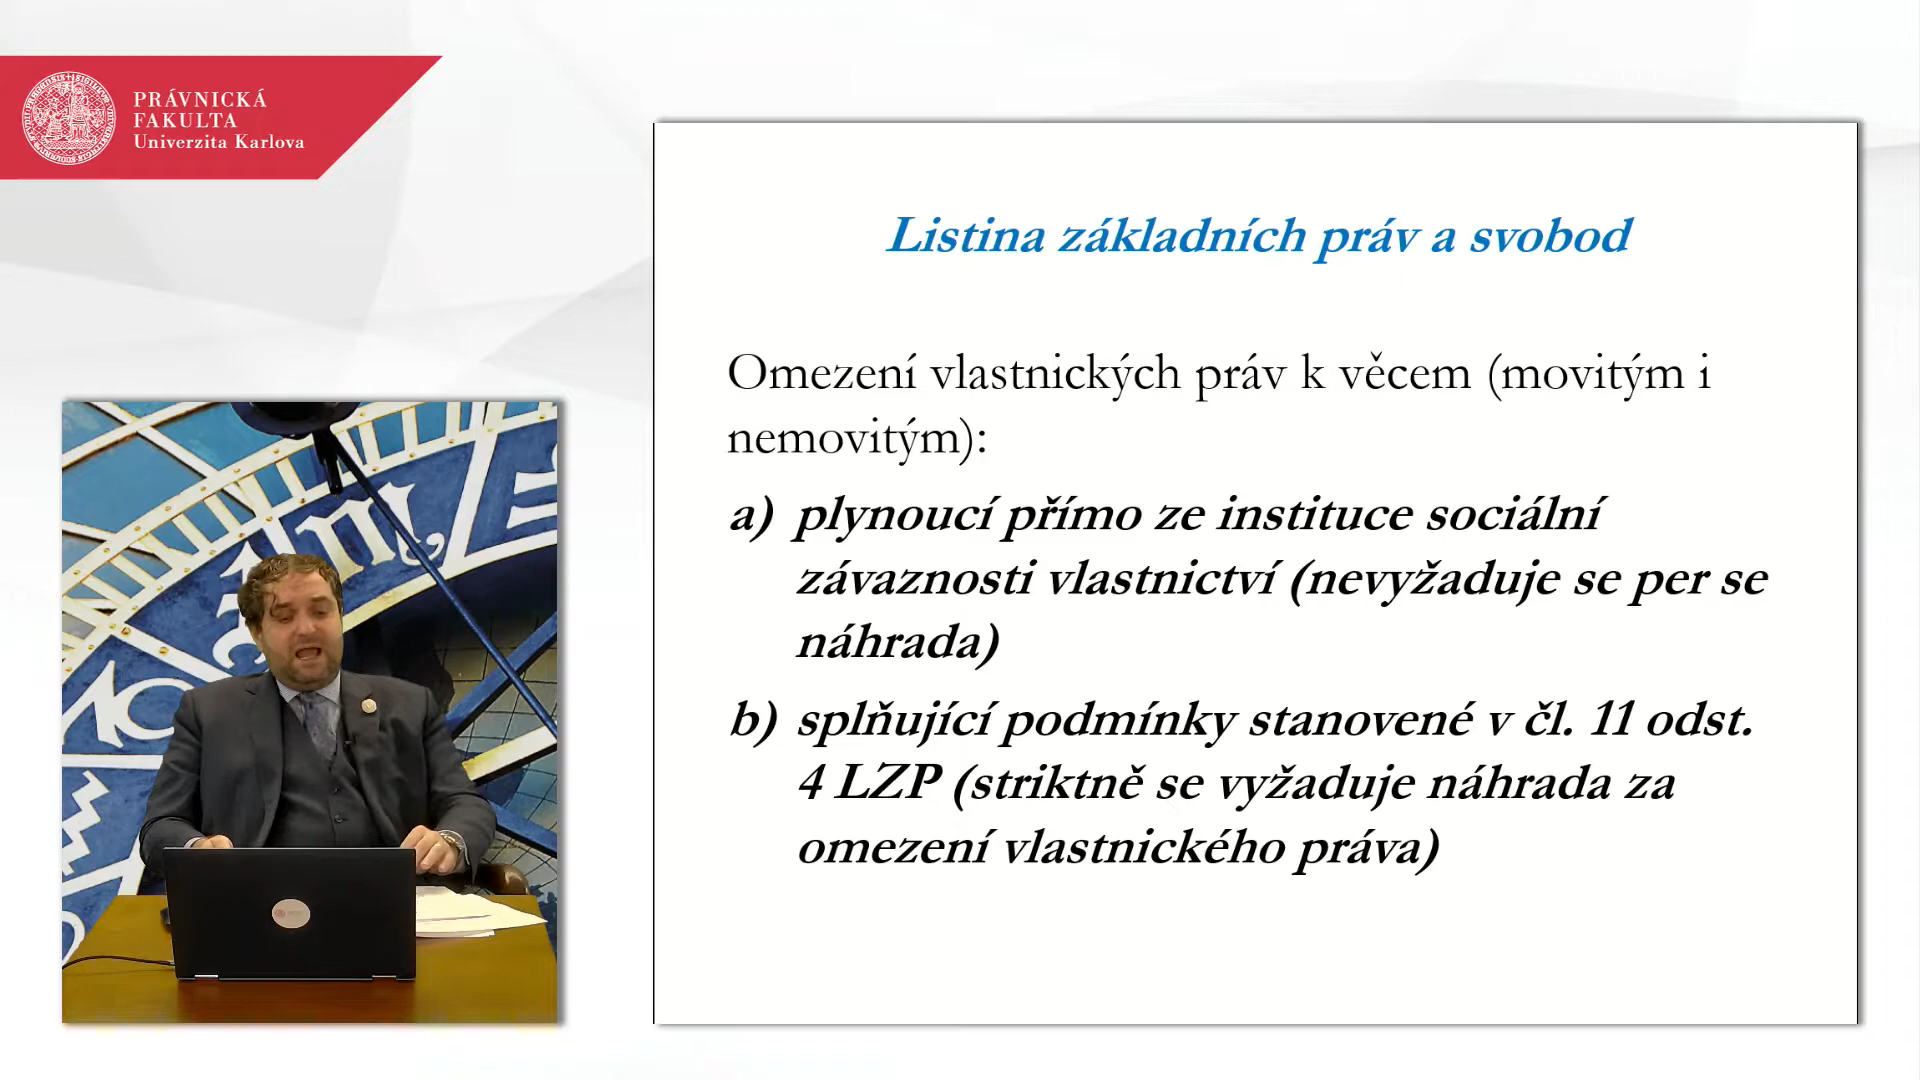 PRÁVNICKÁ
FAKULTA
Univerzita Karlova
Listina základních práv a svobod
Omezení vlastnických práv k věcem (movitým i
nemovitým):
a) plynoucí přímo ze instituce sociální
závaznosti vlastnictví (nevyžaduje se per se
náhrada)
b) splňující podmínky stanovené v čl. 11 odst.
4 LZP (striktně se vyžaduje náhrada za
omezení vlastnického práva)